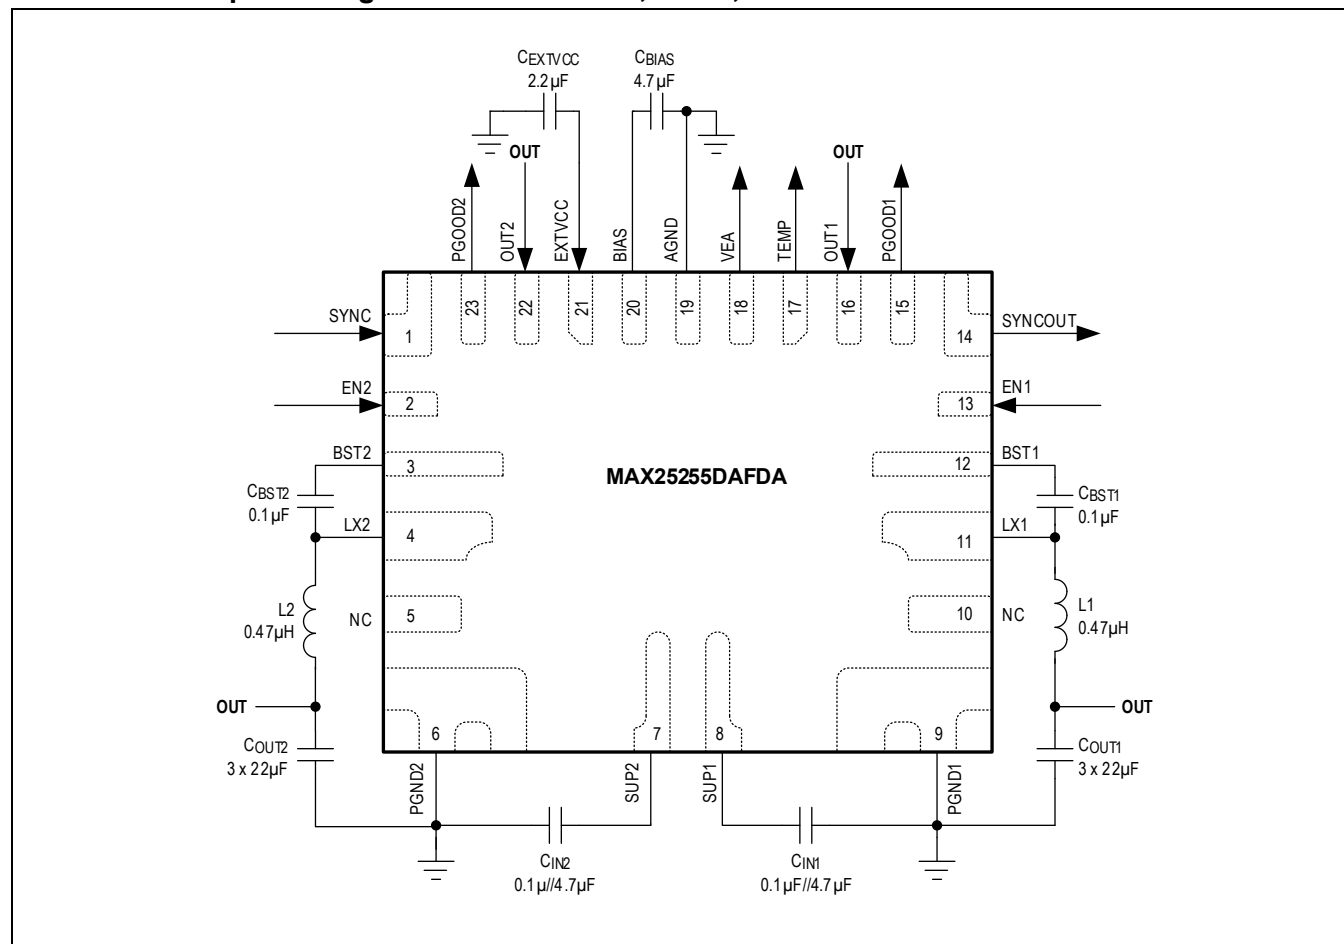 CEXTVCC
2.2µF
CBIAS
4.7µF
OUT
OUT
PGOOD2
OUT2
EXTVCC
BIAS
AGND
VEA
TEMP
OUT1
PGOOD1
23
22
21
20
19
18
17
16
15
SYNC
1
14
SYNCOUT
EN2
2
13
EN1
BST2
3
12
BST1
MAX25255DAFDA
CBST2
0.1µF
CBST1
0.1µF
LX2
4
11
LX1
L2
0.47µH
NC
5
10
NC
L1
0.47µH
OUT
OUT
6
7
8
9
COUT2
3 x 22µF
COUT1
3 x 22µF
PGND2
SUP2
SUP1
PGND1
CIN2
0.1µ//4.7µF
CIN1
0.1µF//4.7µF